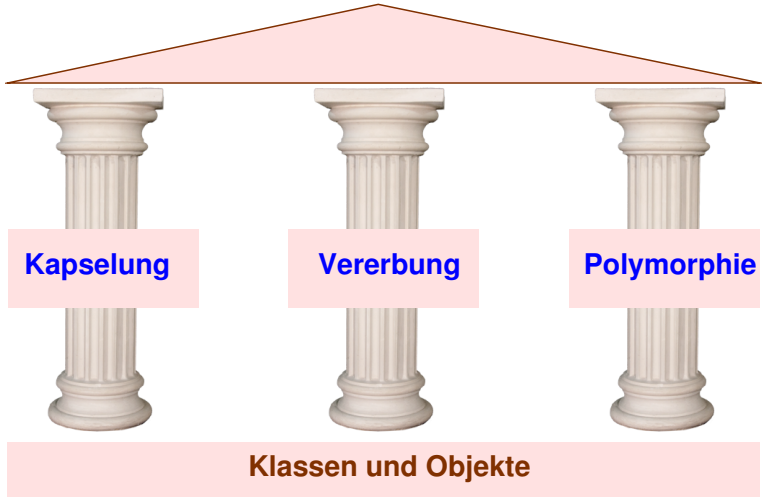 Kapselung
Vererbung
Polymorphie
Klassen und Objekte